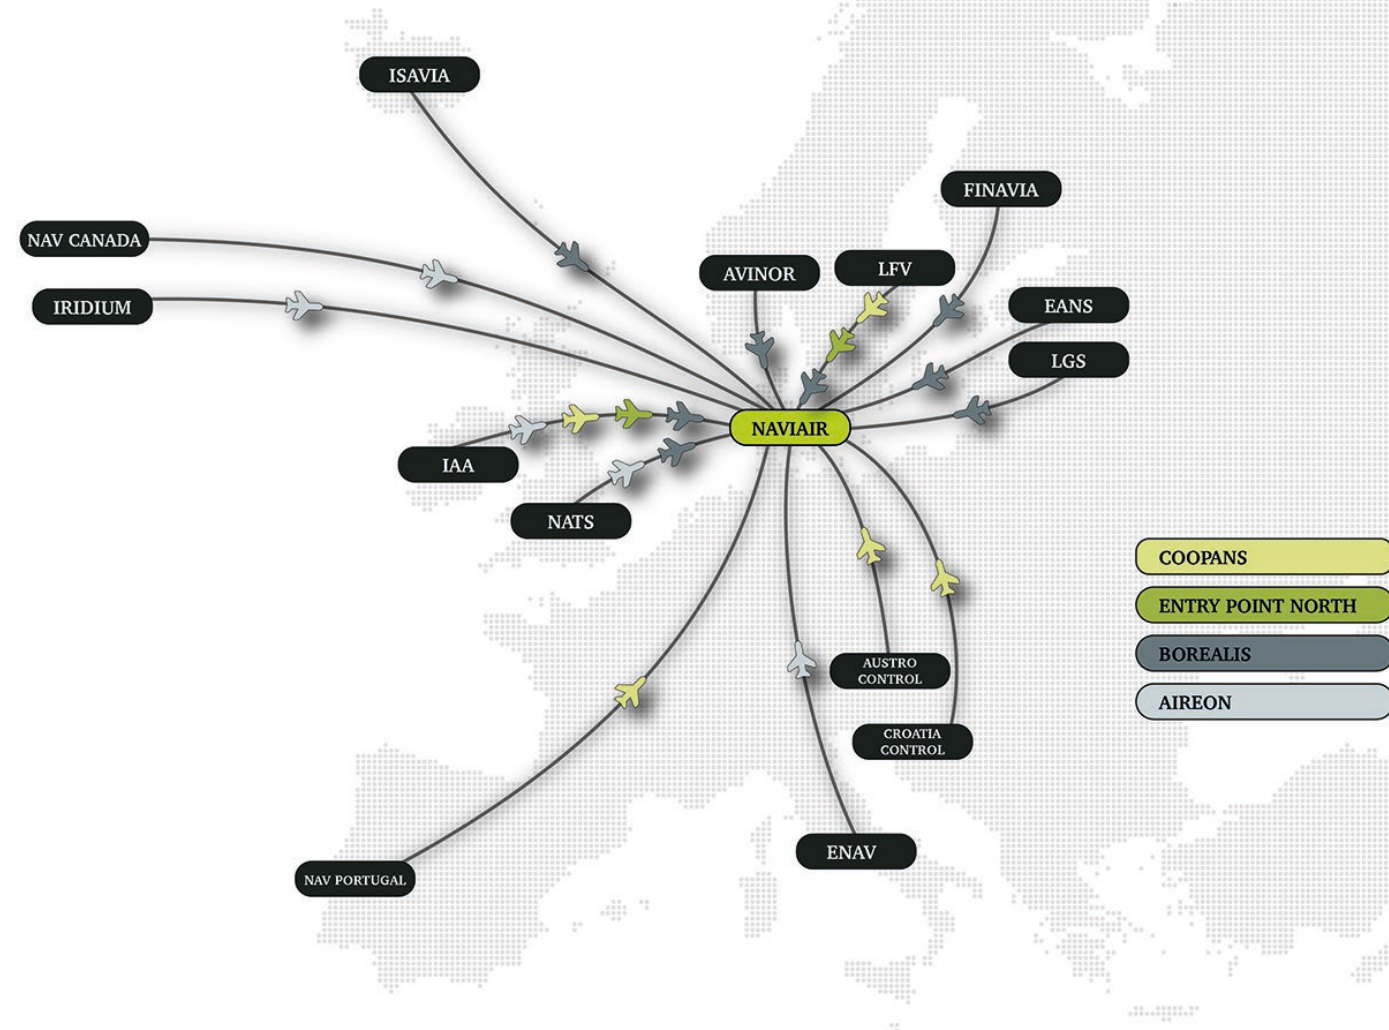 ISAVIA
FINAVIA
NAV CANADA
AVINOR
LFV
IRIDIUM
EANS
LGS
NAVIAIR
IAA
NATS
COOPANS
ENTRY POINT NORTH
BOREALIS
AIREON
AUSTRO
CONTROL
CROATIA
CONTROL
ENAV
NAV PORTUGAL